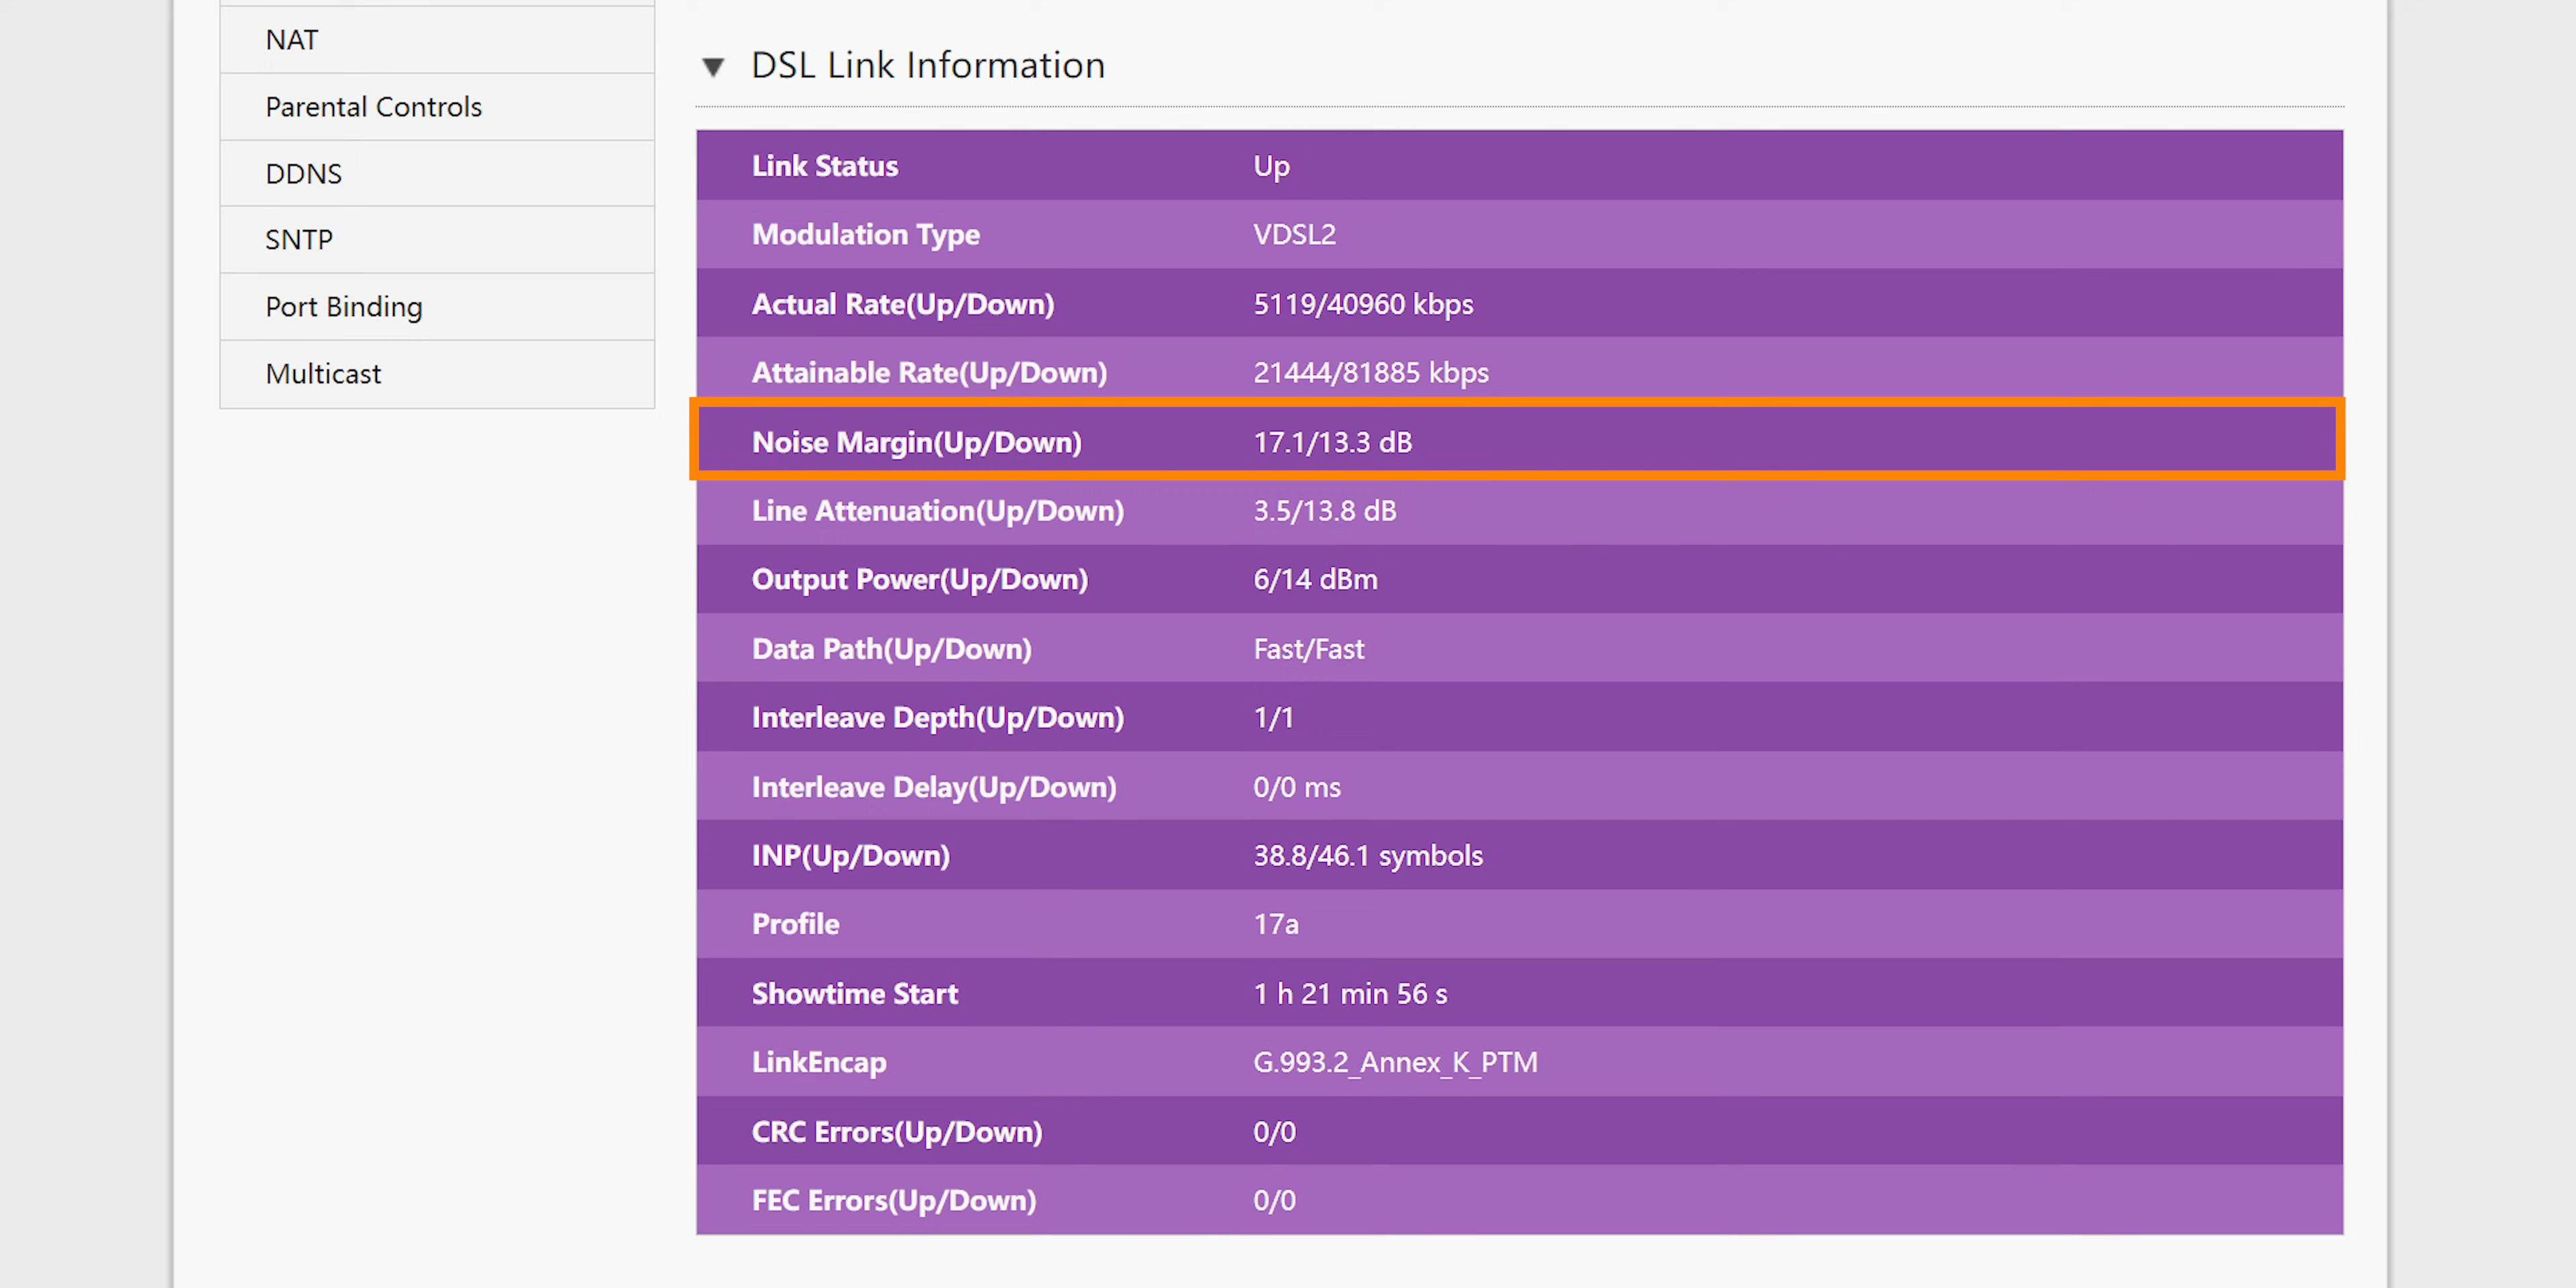 NAT
Parental Controls
DDNS
SNTP
Port Binding
Multicast
▼ DSL Link Information
Link Status Up
Modulation Type VDSL2
Actual Rate(Up/Down) 5119/40960 kbps
Attainable Rate(Up/Down) 21444/81885 kbps
Noise Margin(Up/Down) 17.1/13.3 dB
Line Attenuation(Up/Down) 3.5/13.8 dB
Output Power(Up/Down) 6/14 dBm
Data Path(Up/Down) Fast/Fast
Interleave Depth(Up/Down) 1/1
Interleave Delay(Up/Down) 0/0 ms
INP(Up/Down) 38.8/46.1 symbols
Profile 17a
Showtime Start 1 h 21 min 56 s
LinkEncap G.993.2_Annex_K_PTM
CRC Errors(Up/Down) 0/0
FEC Errors(Up/Down) 0/0